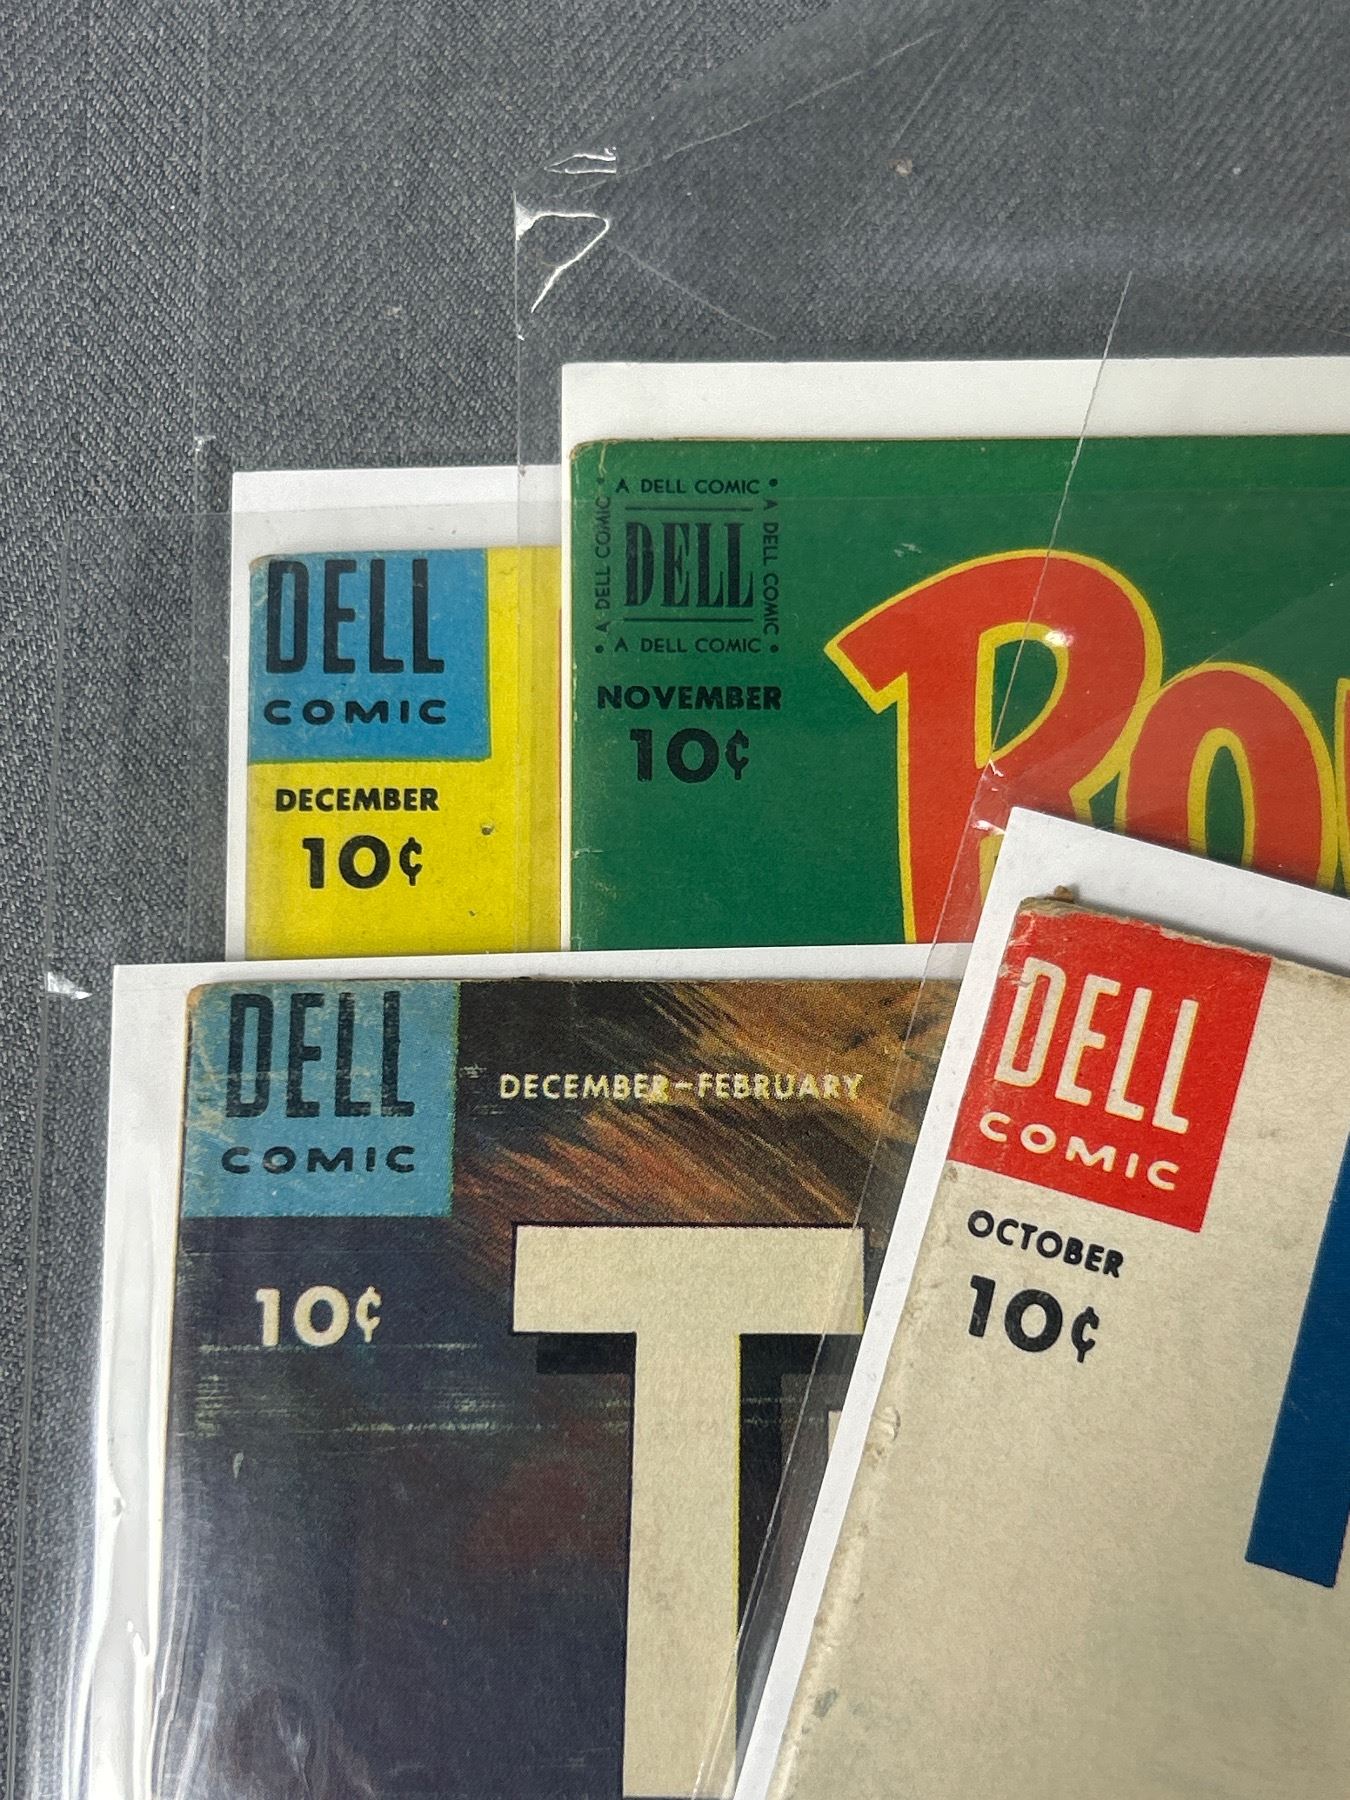 DELL
COMIC
DECEMBER
10¢
• A DELL COMIC •
A DELL COMIC
DELL
A DELL COMIC
• A DELL COMIC •
NOVEMBER
10¢
DELL
COMIC
DECEMBER-FEBRUARY
10¢
T
DELL
COMIC
OCTOBER
10¢